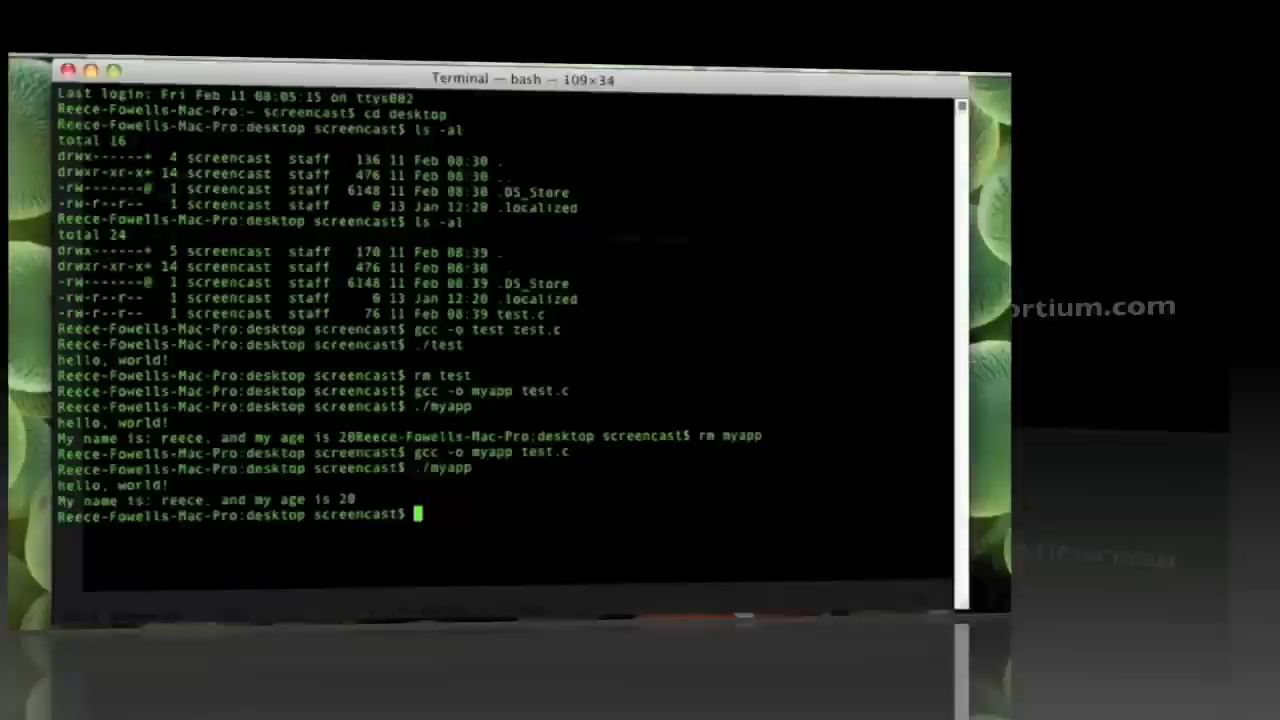 Terminal — bash — 109×34
Last login: Fri Feb 11 08:05:15 on ttys002
Reece-Fowells-Mac-Pro:~ screencast$ cd desktop
Reece-Fowells-Mac-Pro:desktop screencast$ ls -al
total 16
drwx------+  4 screencast  staff   136 11 Feb 08:30 .
drwxr-xr-x+ 14 screencast  staff   476 11 Feb 08:30 ..
-rw-------@  1 screencast  staff  6148 11 Feb 08:30 .DS_Store
-rw-r--r--   1 screencast  staff     0 13 Jan 12:20 .localized
Reece-Fowells-Mac-Pro:desktop screencast$ ls -al
total 24
drwx------+  5 screencast  staff   170 11 Feb 08:39 .
drwxr-xr-x+ 14 screencast  staff   476 11 Feb 08:30 ..
-rw-------@  1 screencast  staff  6148 11 Feb 08:39 .DS_Store
-rw-r--r--   1 screencast  staff     0 13 Jan 12:20 .localized
-rw-r--r--   1 screencast  staff    76 11 Feb 08:39 test.c
Reece-Fowells-Mac-Pro:desktop screencast$ gcc -o test test.c
Reece-Fowells-Mac-Pro:desktop screencast$ ./test
hello, world!
Reece-Fowells-Mac-Pro:desktop screencast$ rm test
Reece-Fowells-Mac-Pro:desktop screencast$ gcc -o myapp test.c
Reece-Fowells-Mac-Pro:desktop screencast$ ./myapp
hello, world!
My name is: reece, and my age is 20Reece-Fowells-Mac-Pro:desktop screencast$ rm myapp
Reece-Fowells-Mac-Pro:desktop screencast$ gcc -o myapp test.c
Reece-Fowells-Mac-Pro:desktop screencast$ ./myapp
hello, world!
My name is: reece, and my age is 20
Reece-Fowells-Mac-Pro:desktop screencast$
ortium.com